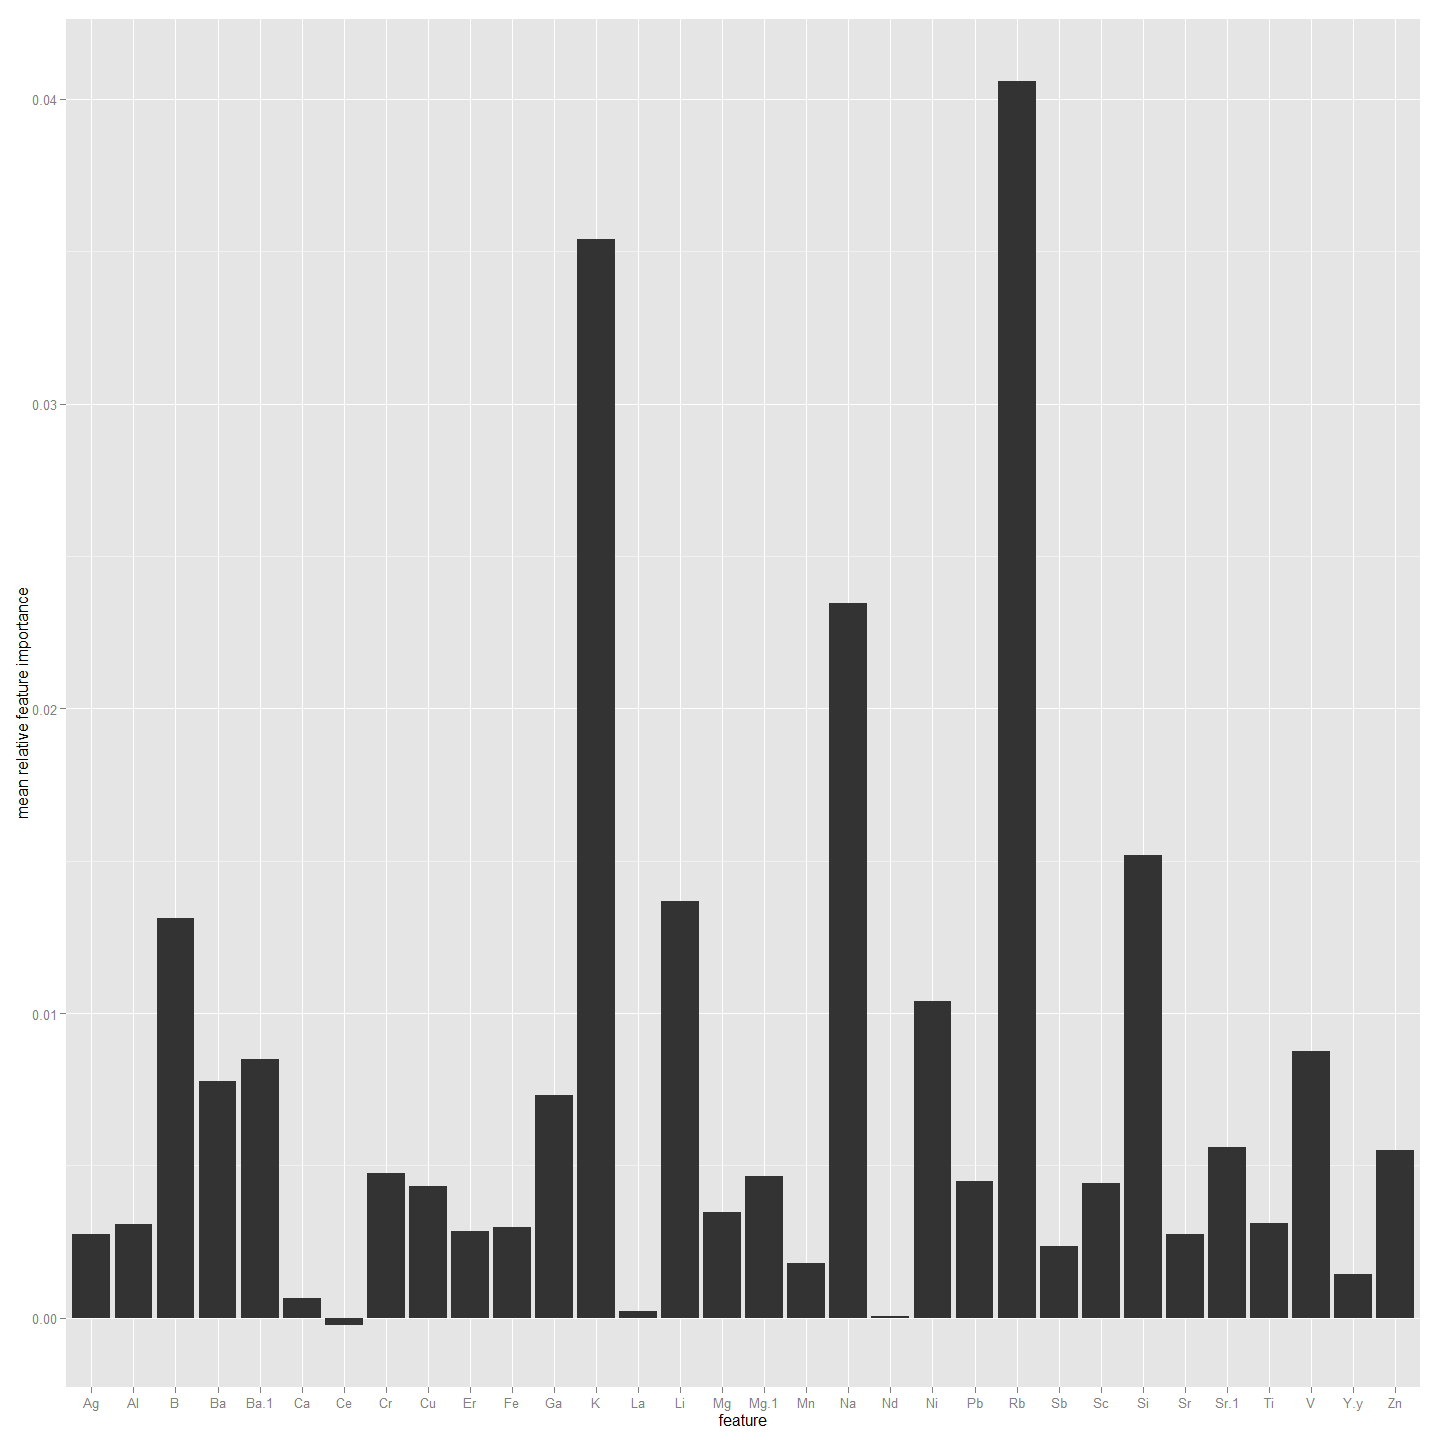 mean relative feature importance
0.04
0.03
0.02
0.01
0.00
Ag Al B Ba Ba.1 Ca Ce Cr Cu Er Fe Ga K La Li Mg Mg.1 Mn Na Nd Ni Pb Rb Sb Sc Si Sr Sr.1 Ti V Y.y Zn
feature